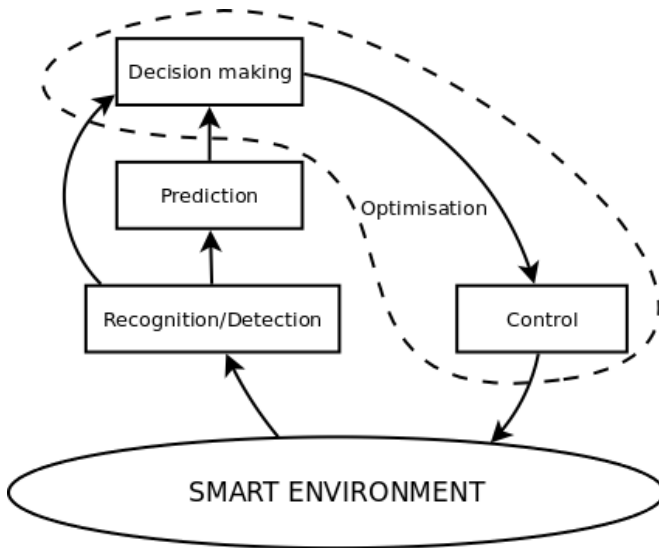 Decision making
Prediction
Optimisation
Recognition/Detection
Control
SMART ENVIRONMENT